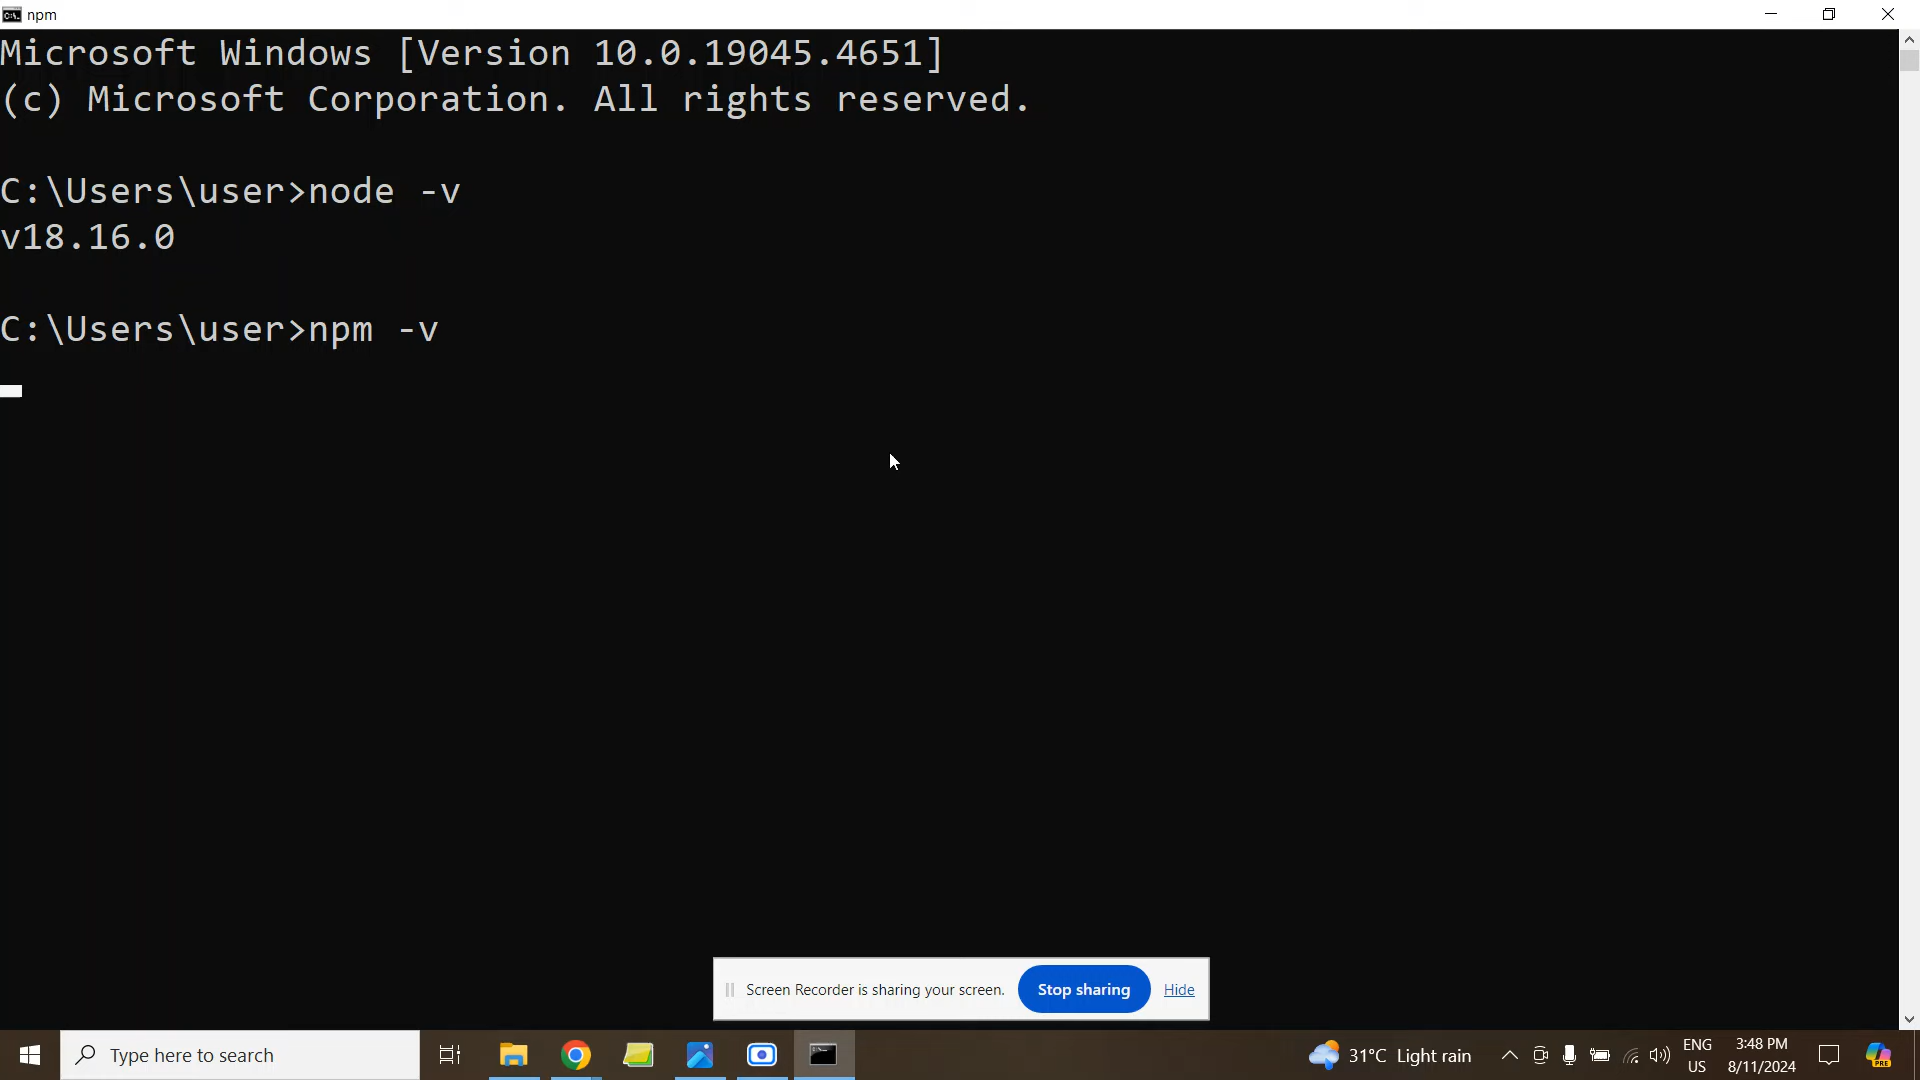 npm
Microsoft Windows [Version 10.0.19045.4651]
(c) Microsoft Corporation. All rights reserved.
C:\Users\user>node -v
v18.16.0
C:\Users\user>npm -v
Screen Recorder is sharing your screen.
Stop sharing
Hide
Type here to search
31°C Light rain
ENG
US
3:48 PM
8/11/2024
PRE